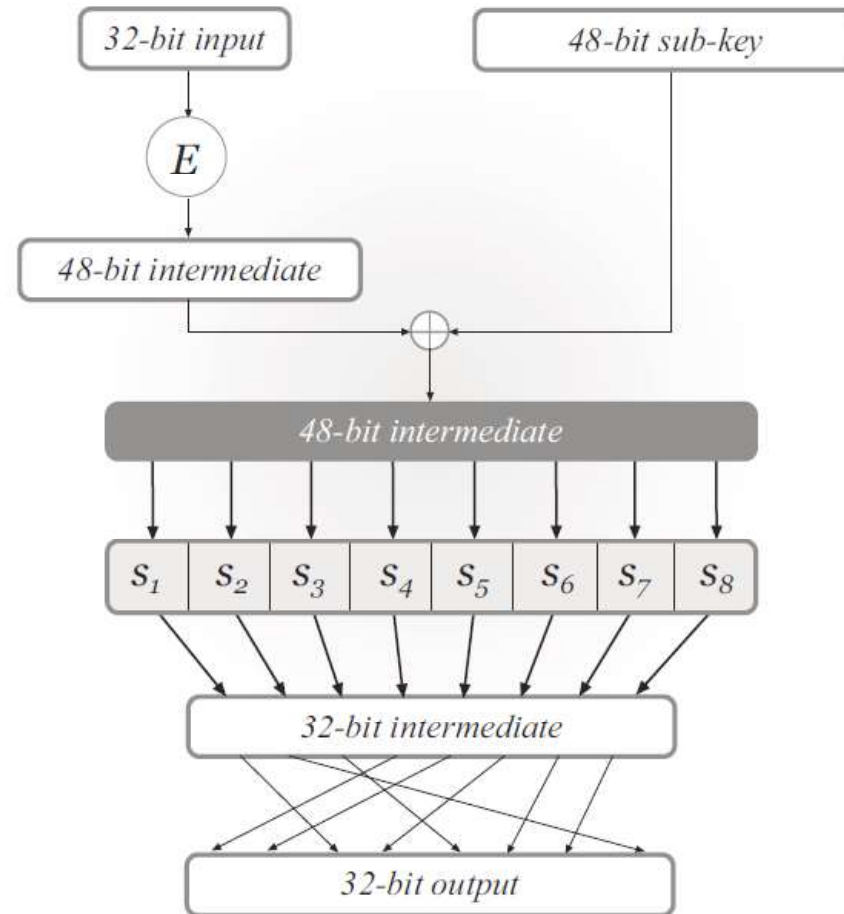 32-bit input
48-bit sub-key
E
48-bit intermediate
48-bit intermediate
S1 S2 S3 S4 S5 S6 S7 S8
32-bit intermediate
32-bit output